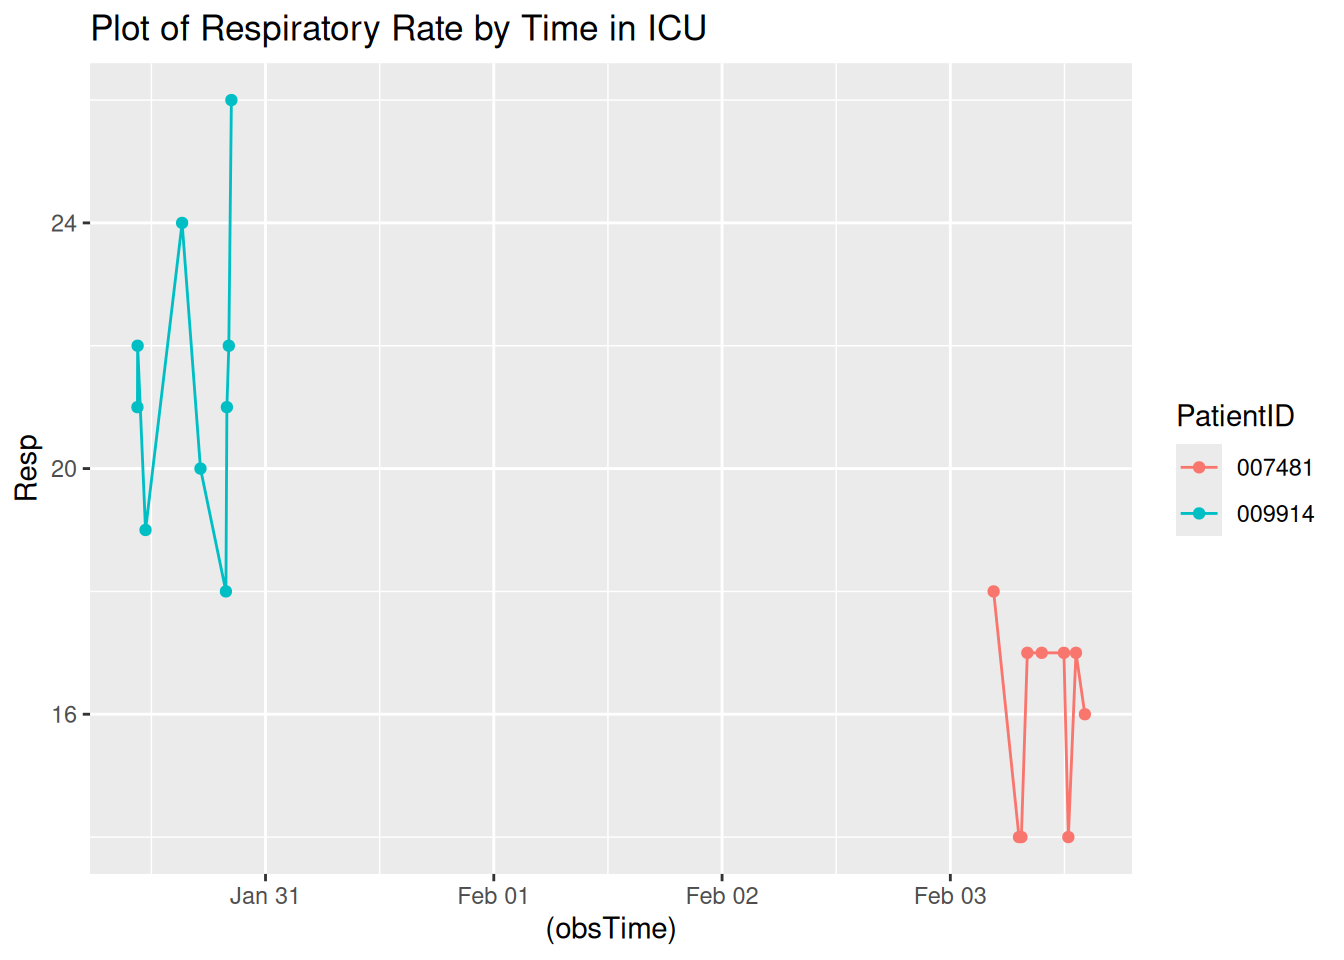 Plot of Respiratory Rate by Time in ICU
Resp
24
20
16
Jan 31
Feb 01
Feb 02
Feb 03
(obsTime)
PatientID
007481
009914